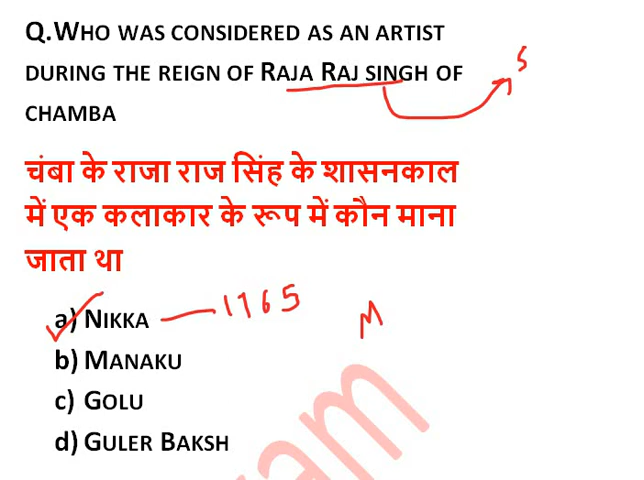 Q.Who was considered as an artist
during the reign of Raja Raj singh of
chamba
चंबा के राजा राज सिंह के शासनकाल
में एक कलाकार के रूप में कौन माना
जाता था
a) Nikka 1765
b) Manaku
c) Golu
d) Guler Baksh